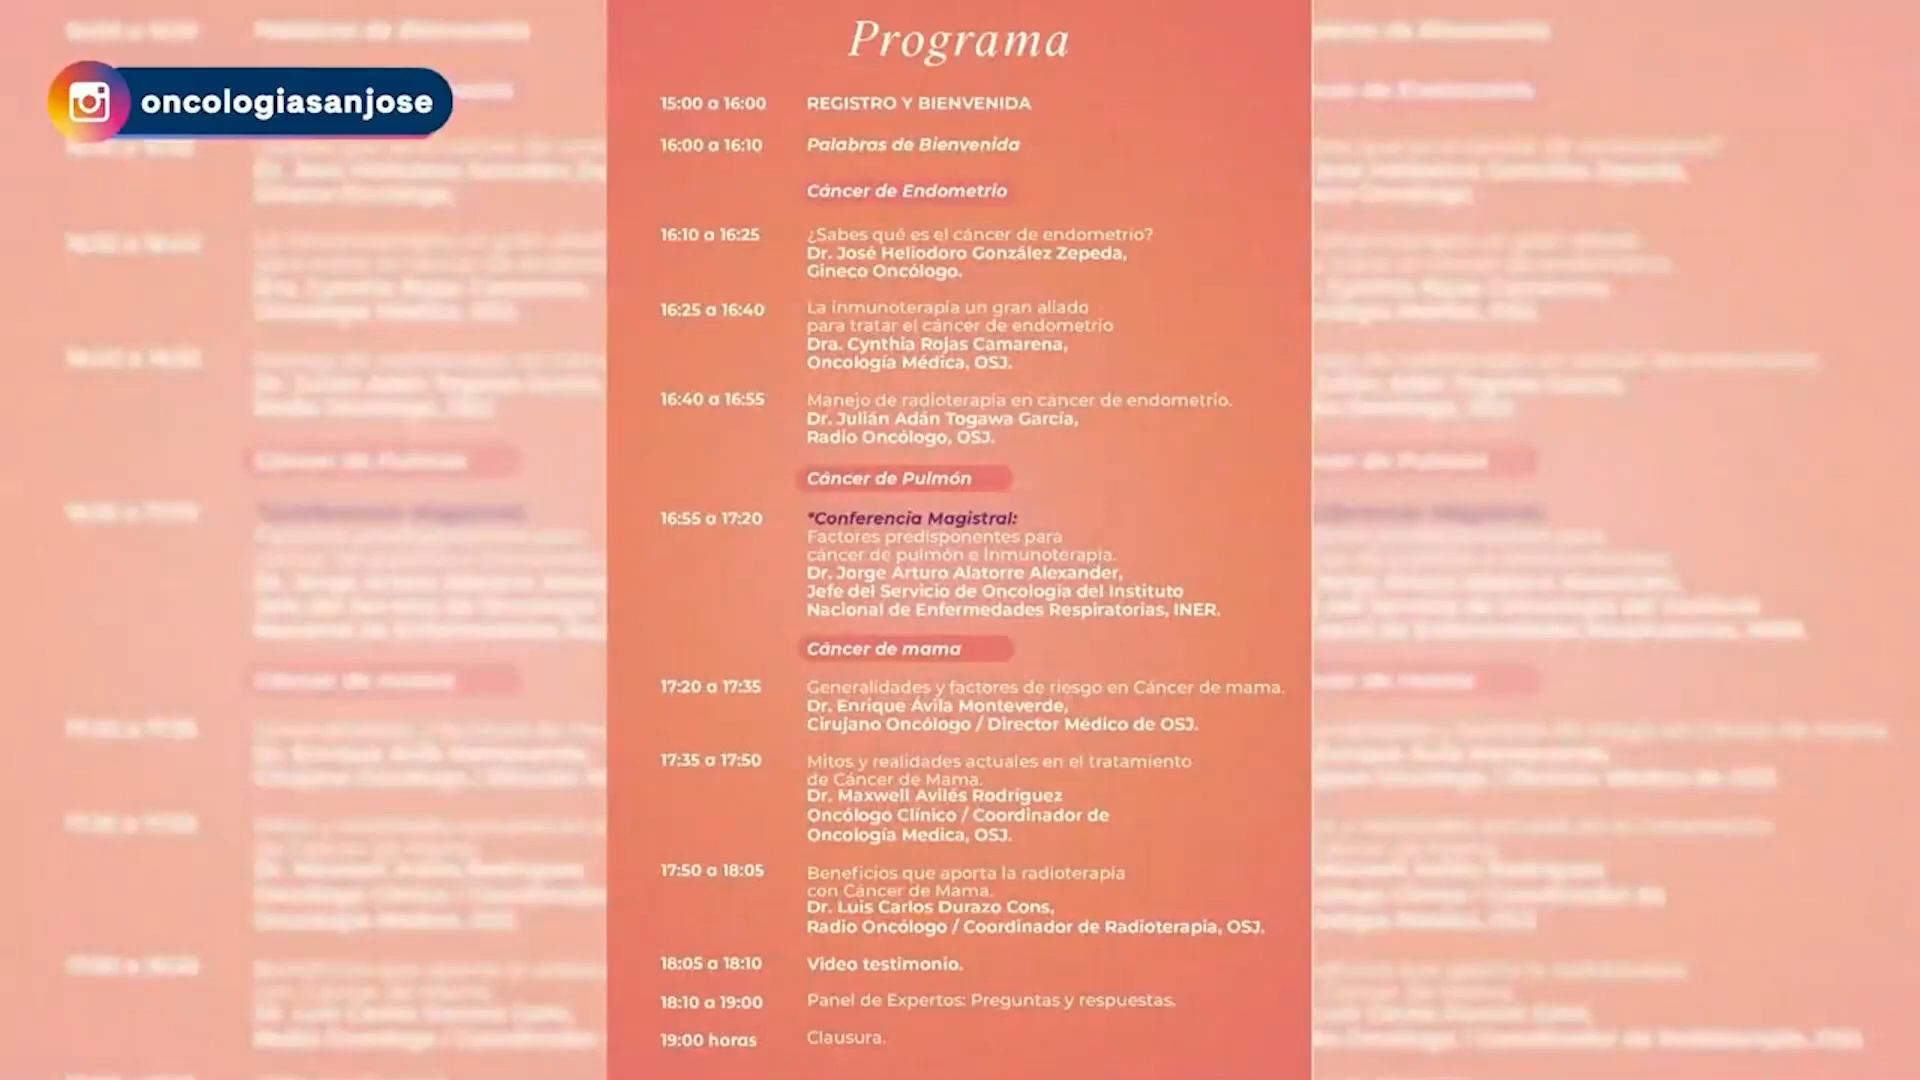 oncologiasanjose
Programa
15:00 a 16:00 REGISTRO Y BIENVENIDA
16:00 a 16:10 Palabras de Bienvenida
Cáncer de Endometrio
16:10 a 16:25 ¿Sabes qué es el cáncer de endometrio?
Dr. José Heliodoro González Zepeda,
Gineco Oncólogo.
16:25 a 16:40 La inmunoterapia un gran aliado
para tratar el cáncer de endometrio
Dra. Cynthia Rojas Camarena,
Oncología Médica, OSJ.
16:40 a 16:55 Manejo de radioterapia en cáncer de endometrio.
Dr. Julián Adán Togawa García,
Radio Oncólogo, OSJ.
Cáncer de Pulmón
16:55 a 17:20 *Conferencia Magistral:
Factores predisponentes para
cáncer de pulmón e Inmunoterapia.
Dr. Jorge Arturo Alatorre Alexander,
Jefe del Servicio de Oncología del Instituto
Nacional de Enfermedades Respiratorias, INER.
Cáncer de mama
17:20 a 17:35 Generalidades y factores de riesgo en Cáncer de mama.
Dr. Enrique Ávila Monteverde,
Cirujano Oncólogo / Director Médico de OSJ.
17:35 a 17:50 Mitos y realidades actuales en el tratamiento
de Cáncer de Mama.
Dr. Maxwell Avilés Rodríguez
Oncólogo Clínico / Coordinador de
Oncología Medica, OSJ.
17:50 a 18:05 Beneficios que aporta la radioterapia
con Cáncer de Mama.
Dr. Luis Carlos Durazo Cons,
Radio Oncólogo / Coordinador de Radioterapia, OSJ.
18:05 a 18:10 Video testimonio.
18:10 a 19:00 Panel de Expertos: Preguntas y respuestas.
19:00 horas Clausura.